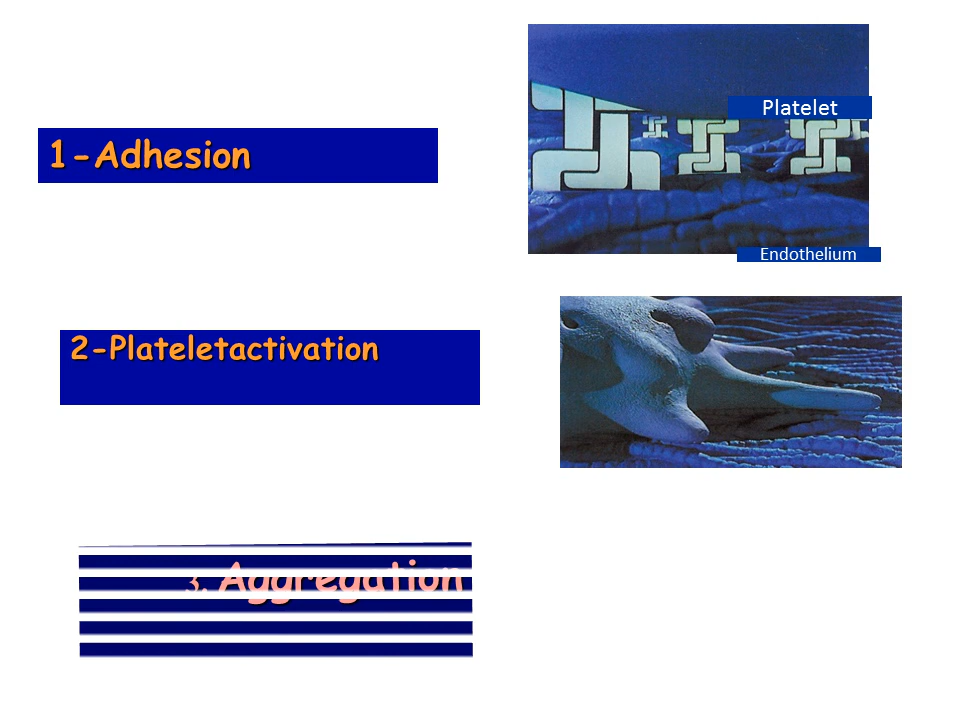 Platelet
1-Adhesion
Endothelium
2-Plateletactivation
3. Aggregation